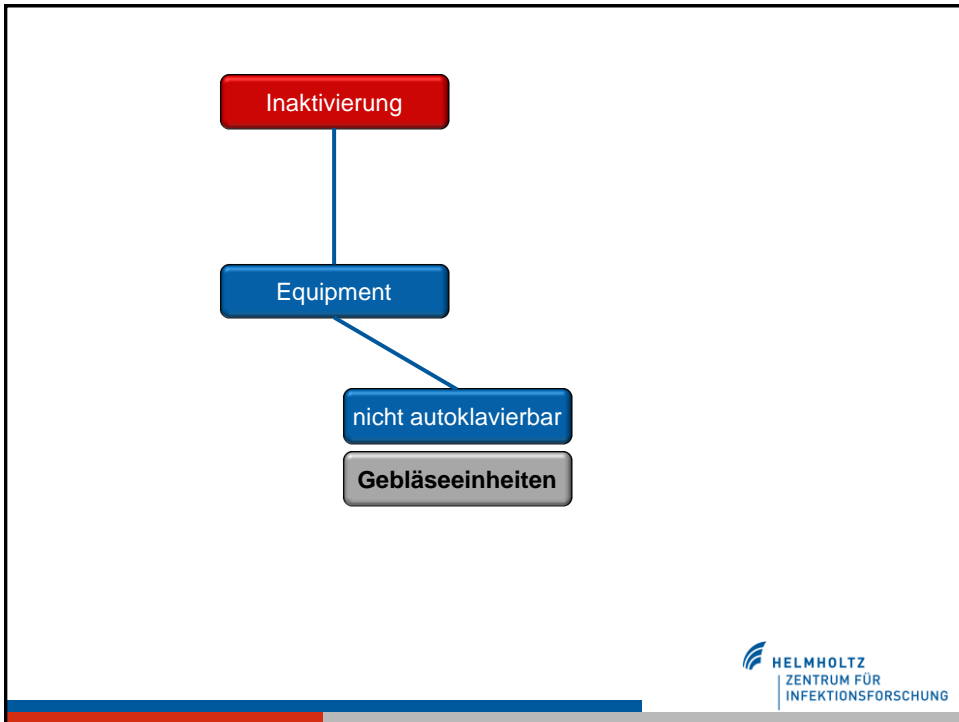 Inaktivierung
Equipment
nicht autoklavierbar
Gebläseeinheiten
HELMHOLTZ
ZENTRUM FÜR
INFEKTIONSFORSCHUNG